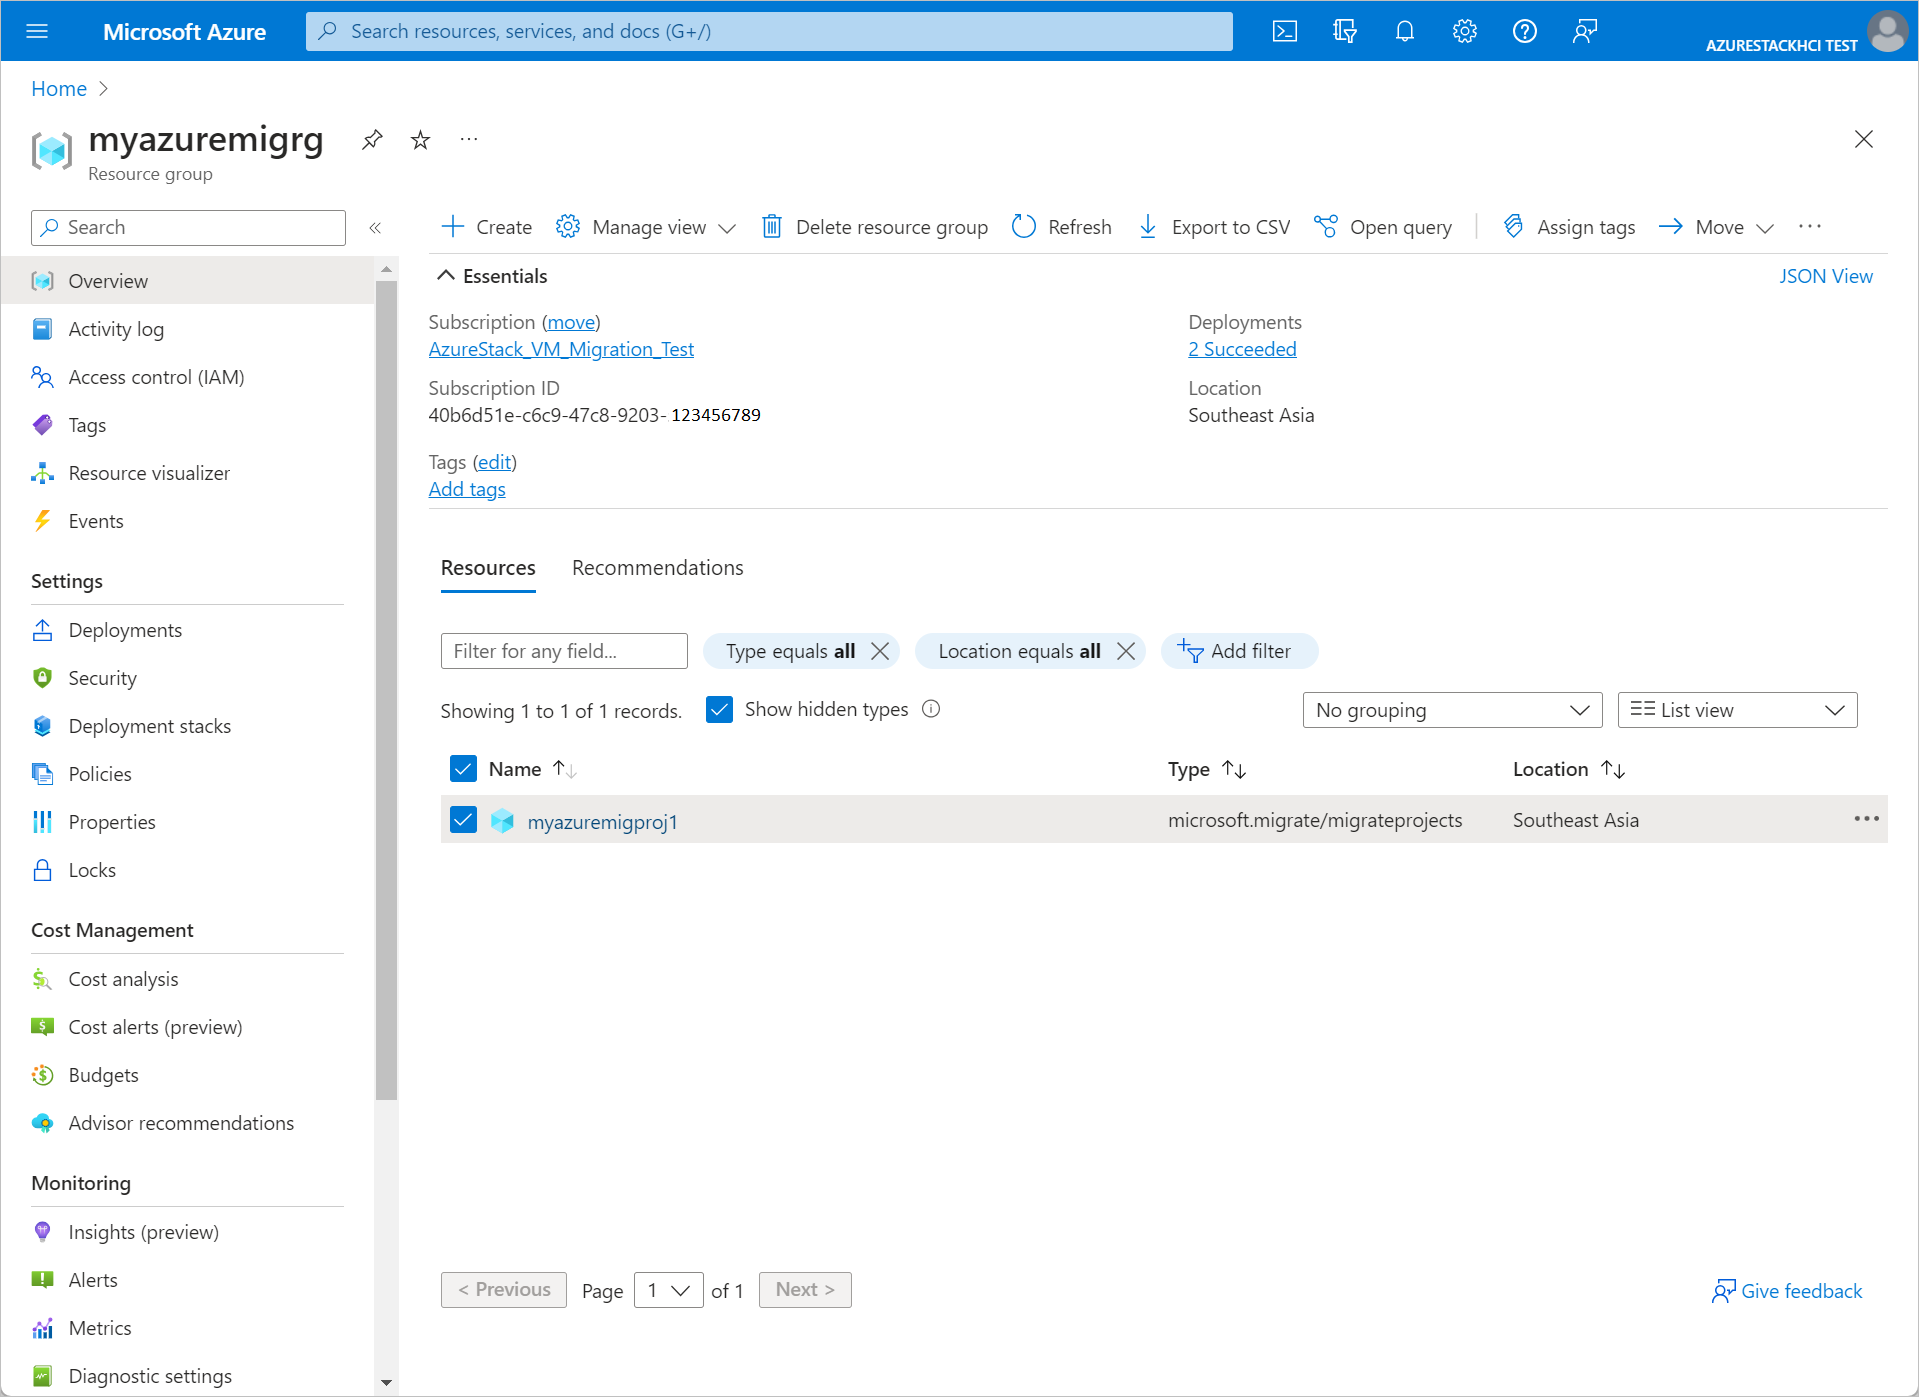 Microsoft Azure
Search resources, services, and docs (G+/)
AZURESTACKHCI TEST
Home >
myazuremigrg
Resource group
Search
«
Create
Manage view
Delete resource group
Refresh
Export to CSV
Open query
Assign tags
Move
Overview
Activity log
Access control (IAM)
Tags
Resource visualizer
Events
Settings
Deployments
Security
Deployment stacks
Policies
Properties
Locks
Cost Management
Cost analysis
Cost alerts (preview)
Budgets
Advisor recommendations
Monitoring
Insights (preview)
Alerts
Metrics
Diagnostic settings
Essentials
JSON View
Subscription (move)
AzureStack_VM_Migration_Test
Subscription ID
40b6d51e-c6c9-47c8-9203- 123456789
Deployments
2 Succeeded
Location
Southeast Asia
Tags (edit)
Add tags
Resources
Recommendations
Filter for any field...
Type equals all
Location equals all
Add filter
Showing 1 to 1 of 1 records.
Show hidden types
No grouping
List view
Name
Type
Location
myazuremigproj1
microsoft.migrate/migrateprojects
Southeast Asia
< Previous
Page
1
of 1
Next >
Give feedback